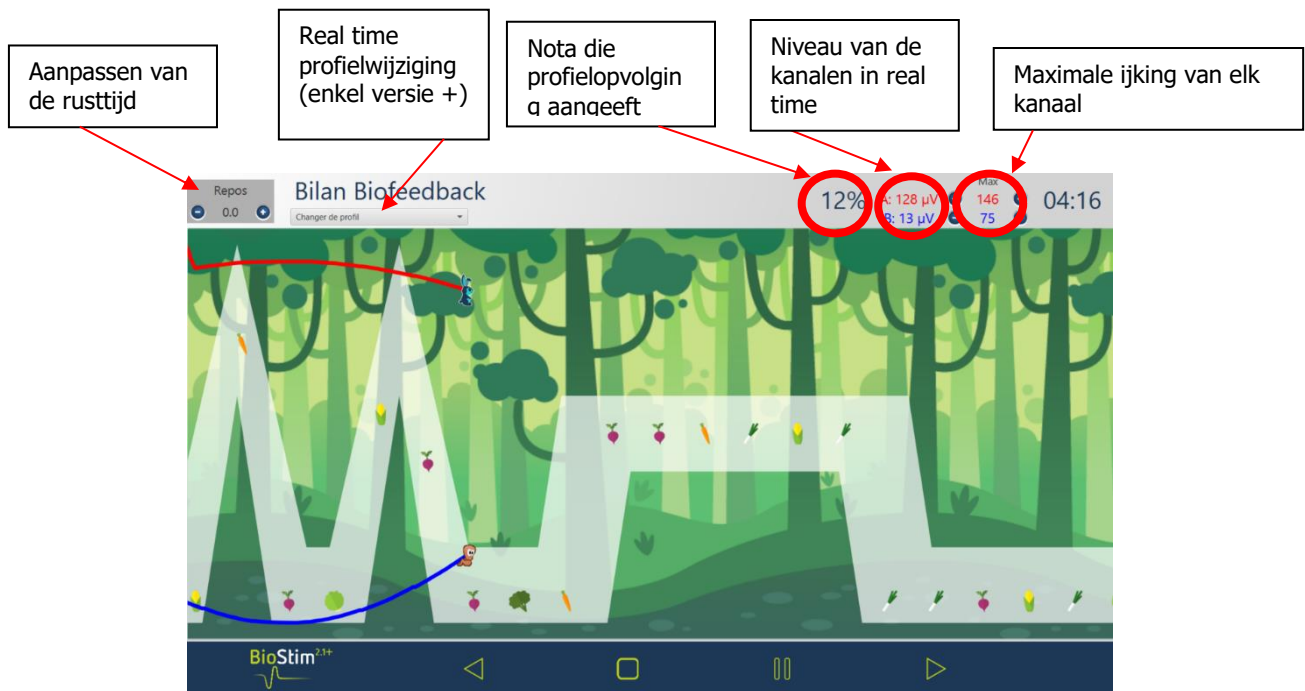 Aanpassen van
de rusttijd
Real time
profielwijziging
(enkel versie +)
Nota die
profielopvolgin
g aangeeft
Niveau van de
kanalen in real
time
Maximale ijking van elk
kanaal
Repos
0.0
Bilan Biofeedback
Changer de profil
12%
A: 128 µV
B: 13 µV
Max
146
75
04:16
BioStim 2.1+